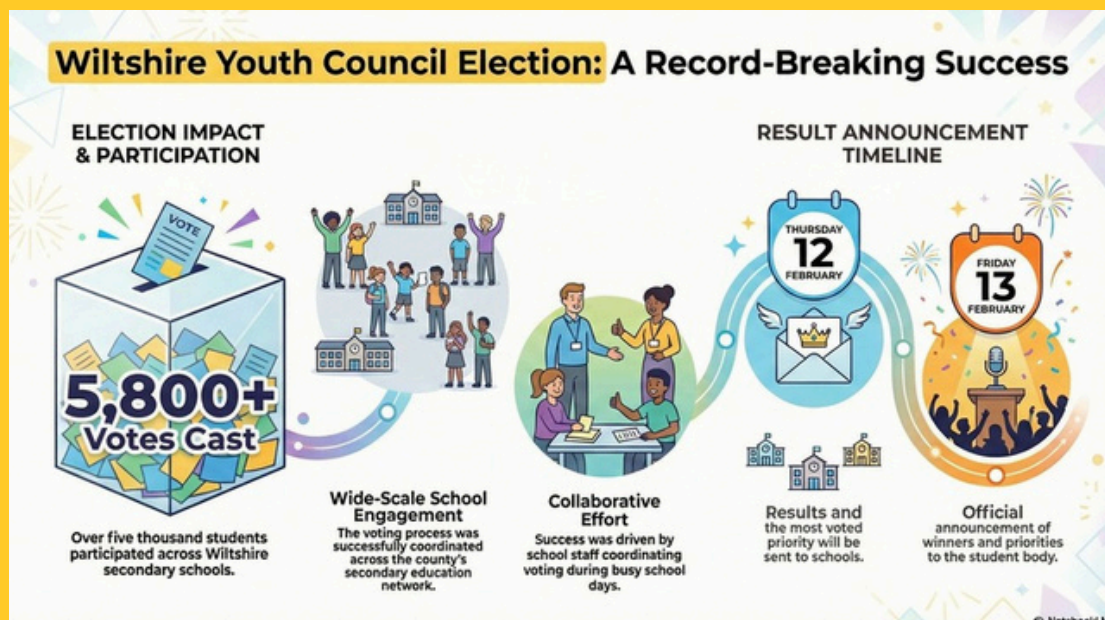 Wiltshire Youth Council Election: A Record-Breaking Success
ELECTION IMPACT
& PARTICIPATION
VOTE
5,800+
Votes Cast
Over five thousand students
participated across Wiltshire
secondary schools.
Wide-Scale School
Engagement
The voting process was
successfully coordinated
across the county's
secondary education
network.
Collaborative
Effort
Success was driven by
school staff coordinating
voting during busy school
days.
RESULT ANNOUNCEMENT
TIMELINE
THURSDAY
12
FEBRUARY
Results and
the most voted
priority will be
sent to schools.
FRIDAY
13
FEBRUARY
Official
announcement of
winners and priorities
to the student body.